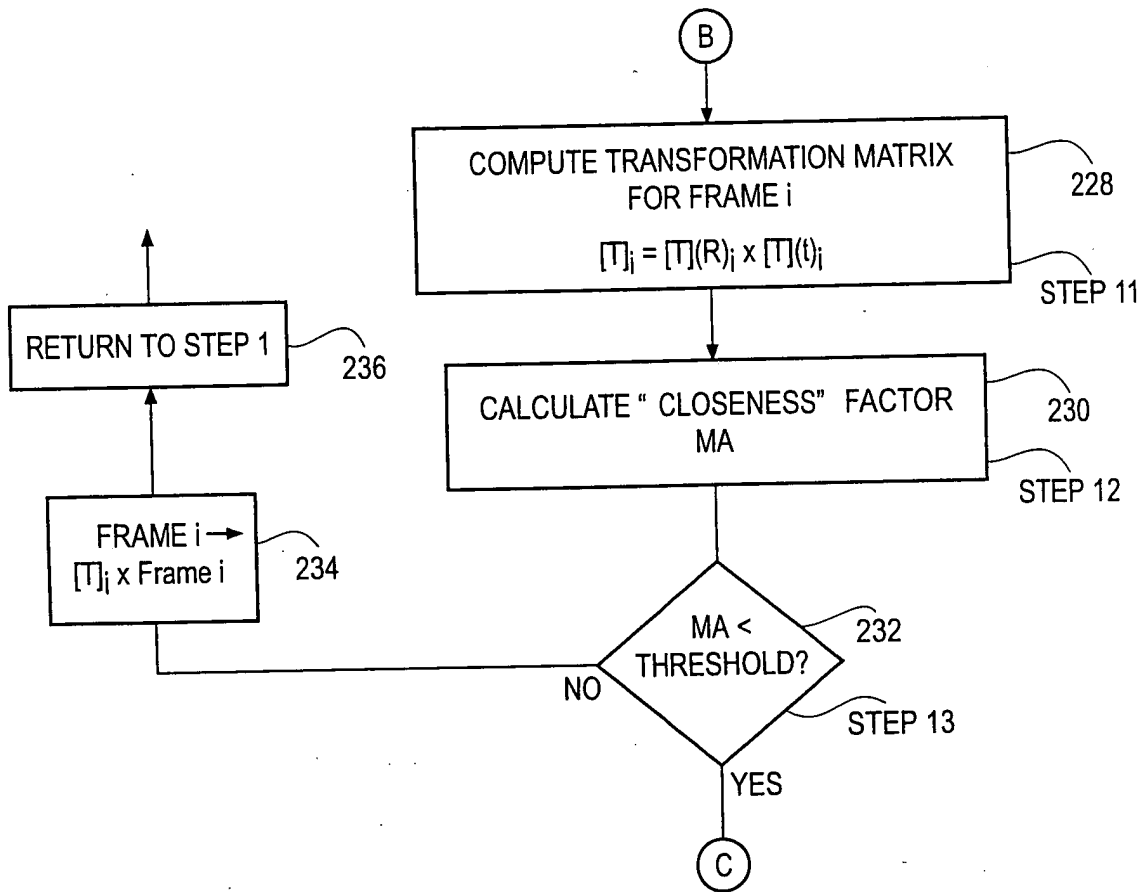 B
COMPUTE TRANSFORMATION MATRIX
FOR FRAME i
[T]i = [T](R)i x [T](t)i
228
STEP 11
CALCULATE “ CLOSENESS” FACTOR
MA
230
STEP 12
RETURN TO STEP 1
236
FRAME i →
[T]i x Frame i
234
MA <
THRESHOLD?
232
STEP 13
NO
YES
C